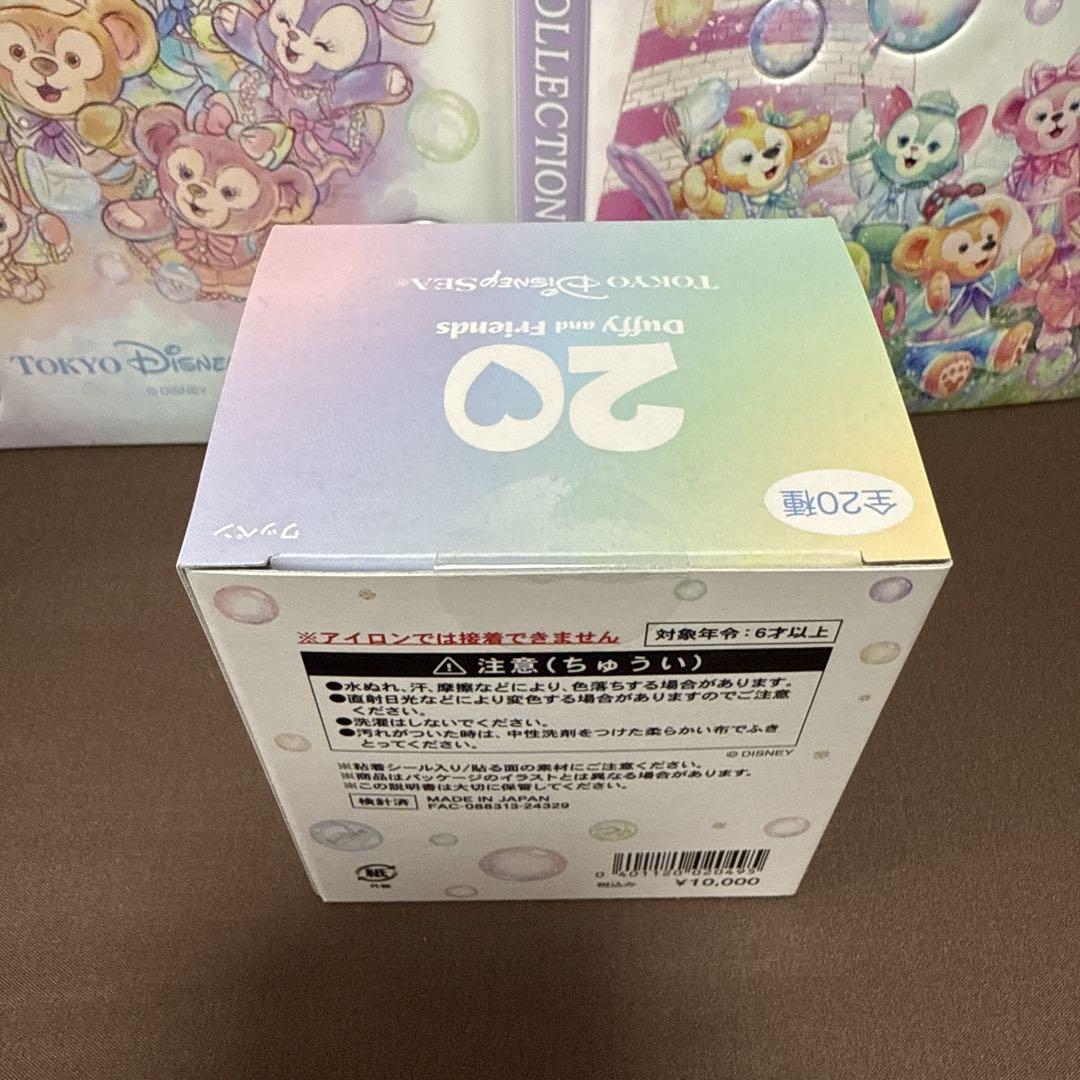 COLLECTION
TOKYO DISNEY
© DISNEY
TOKYO DISNEYSEA®
Duffy and Friends
20
全20種
ワッペン
※アイロンでは接着できません
対象年令:6才以上
⚠ 注意(ちゅうい)
●水ぬれ、汗、摩擦などにより、色落ちする場合があります。
●直射日光などにより変色する場合がありますのでご注意
ください。
●洗濯はしないでください。
●汚れがついた時は、中性洗剤をつけた柔らかい布でふき
とってください。
© DISNEY
※粘着シール入り/貼る面の素材にご注意ください。
※商品はパッケージのイラストとは異なる場合があります。
※この説明書は大切に保管してください。
検針済
MADE IN JAPAN
FAC-088313-24329
紙
外箱
0 401120 020493
税込み ¥10,000